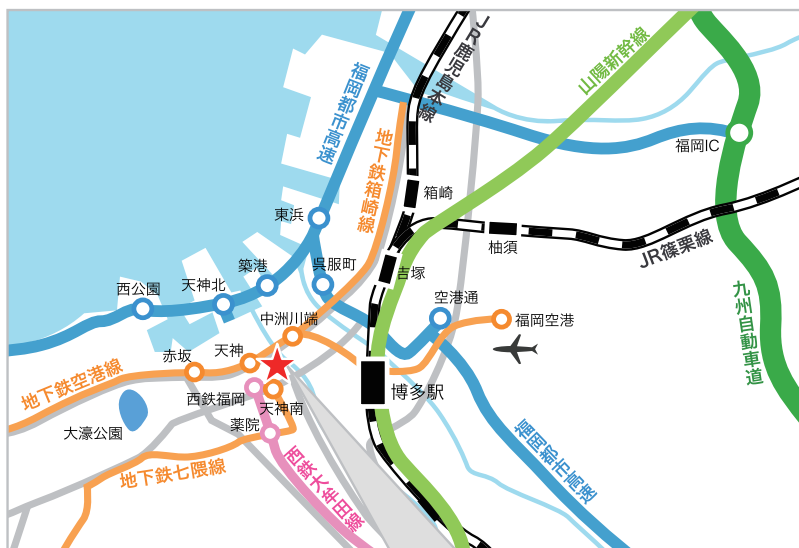 JR鹿児島本線
山陽新幹線
福岡都市高速
地下鉄箱崎線
福岡IC
箱崎
東浜
柚須
JR篠栗線
吉塚
呉服町
築港
天神北
西公園
空港通
九州自動車道
中洲川端
福岡空港
天神
赤坂
地下鉄空港線
博多駅
西鉄福岡
天神南
薬院
大濠公園
福岡都市高速
西鉄大牟田線
地下鉄七隈線